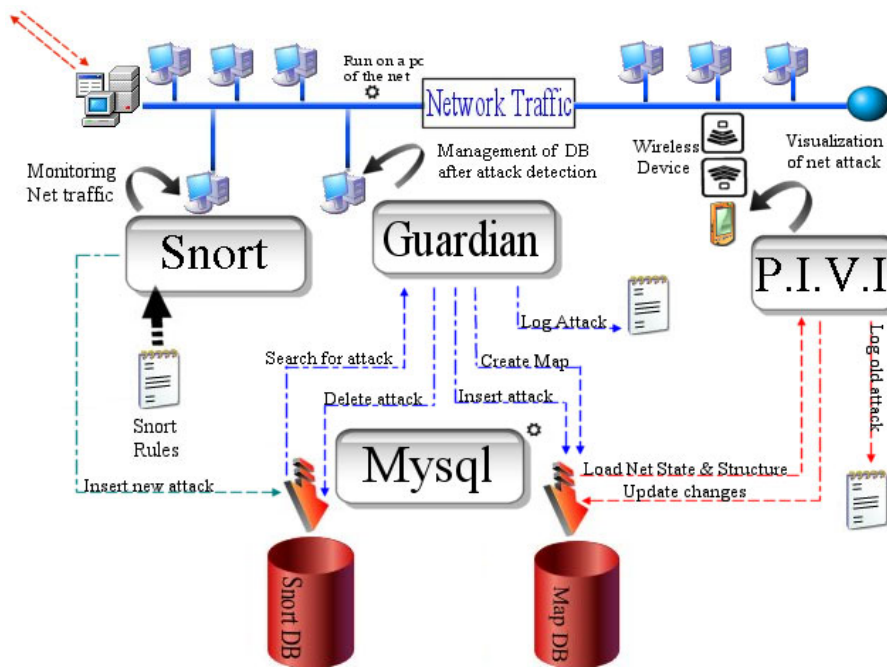 Run on a pc
of the net
Network Traffic
Monitoring
Net traffic
Management of DB
after attack detection
Wireless
Device
Visualization
of net attack
Snort
Guardian
P.I.V.I
Log Attack
Search for attack
Create Map
Delete attack
Insert attack
Log old attack
Snort
Rules
Mysql
Insert new attack
Load Net State & Structure
Update changes
Snort DB
Map DB